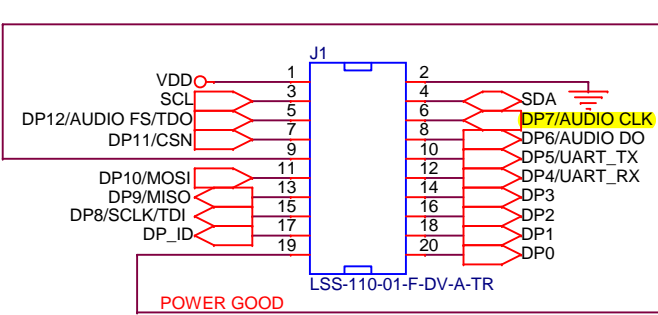 J1
VDD 1 2
SCL 3 4 SDA
DP12/AUDIO FS/TDO 5 6 DP7/AUDIO CLK
DP11/CSN 7 8 DP6/AUDIO DO
9 10 DP5/UART_TX
DP10/MOSI 11 12 DP4/UART_RX
DP9/MISO 13 14 DP3
DP8/SCLK/TDI 15 16 DP2
DP_ID 17 18 DP1
19 20 DP0
LSS-110-01-F-DV-A-TR
POWER GOOD